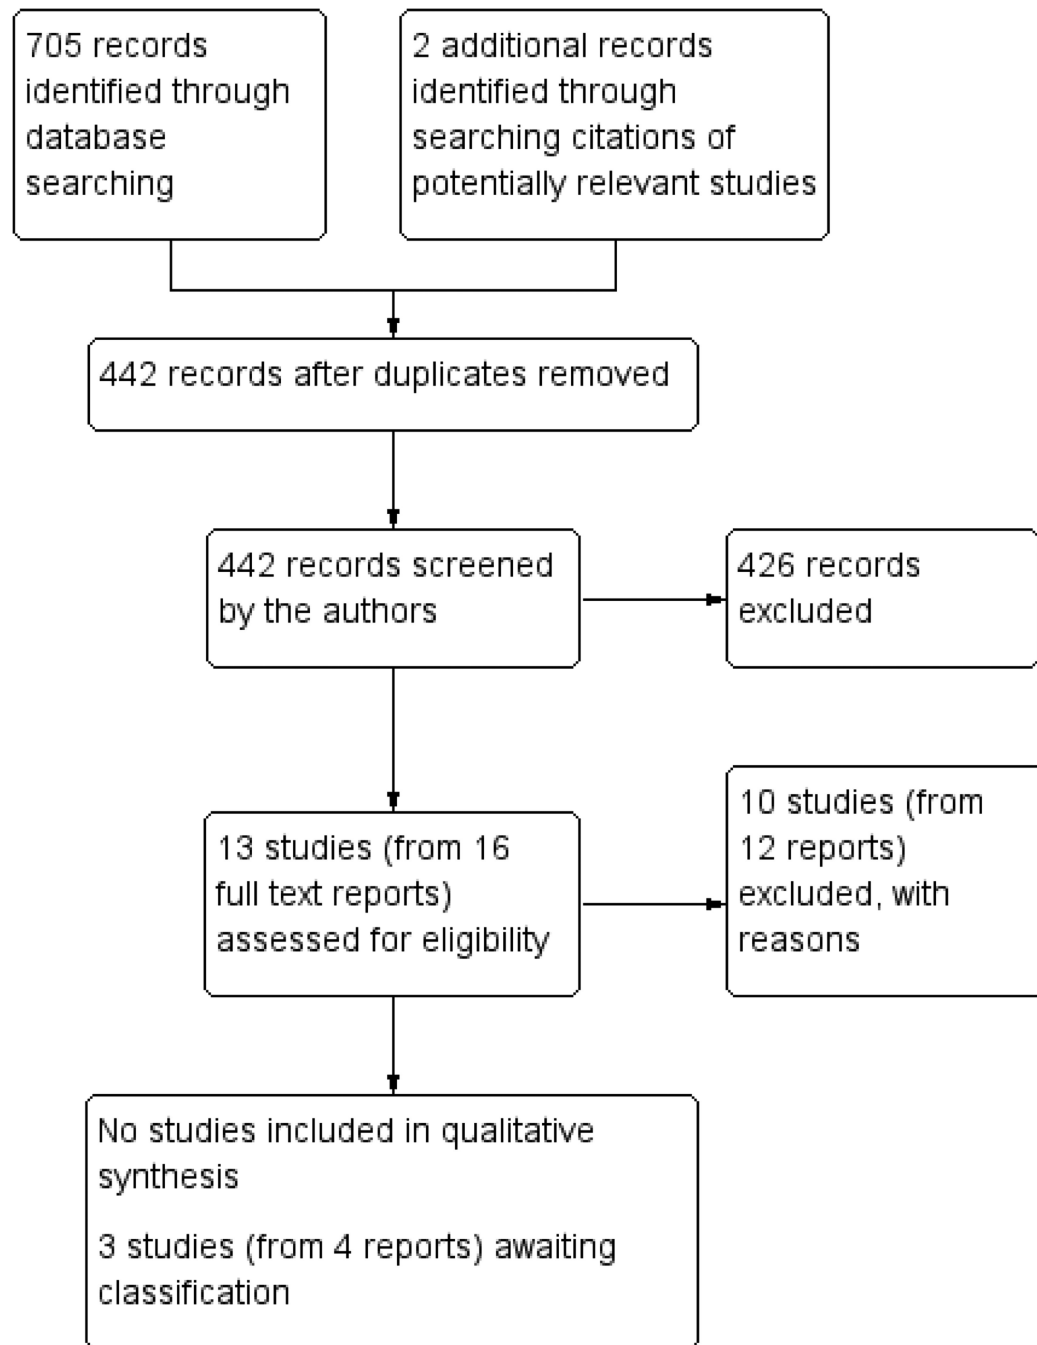 705 records
identified through
database
searching
2 additional records
identified through
searching citations of
potentially relevant studies
442 records after duplicates removed
442 records screened
by the authors
426 records
excluded
13 studies (from 16
full text reports)
assessed for eligibility
10 studies (from
12 reports)
excluded, with
reasons
No studies included in qualitative
synthesis
3 studies (from 4 reports) awaiting
classification